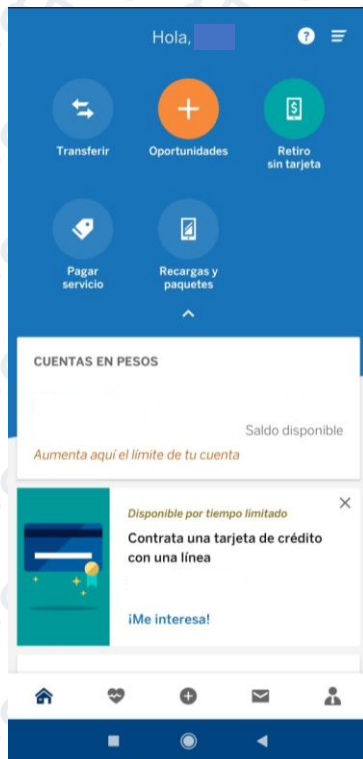 Hola,
?
Transferir
Oportunidades
Retiro
sin tarjeta
Pagar
servicio
Recargas y
paquetes
CUENTAS EN PESOS
Saldo disponible
Aumenta aquí el límite de tu cuenta
Disponible por tiempo limitado
Contrata una tarjeta de crédito
con una línea
¡Me interesa!